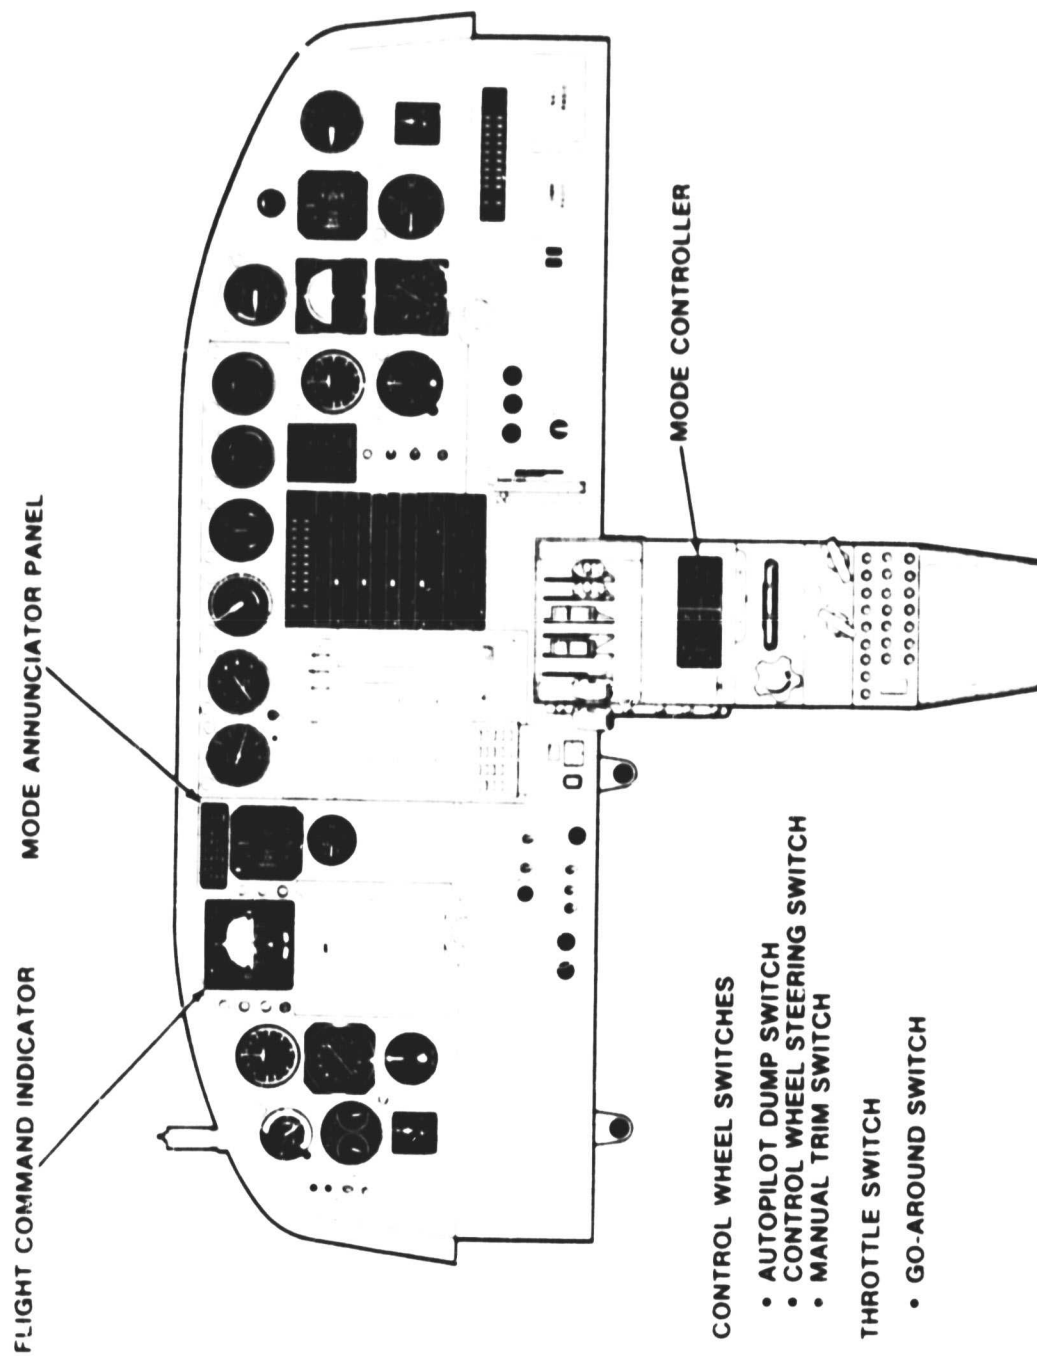 FLIGHT COMMAND INDICATOR
MODE ANNUNCIATOR PANEL
MODE CONTROLLER
CONTROL WHEEL SWITCHES
• AUTOPILOT DUMP SWITCH
• CONTROL WHEEL STEERING SWITCH
• MANUAL TRIM SWITCH
THROTTLE SWITCH
• GO-AROUND SWITCH